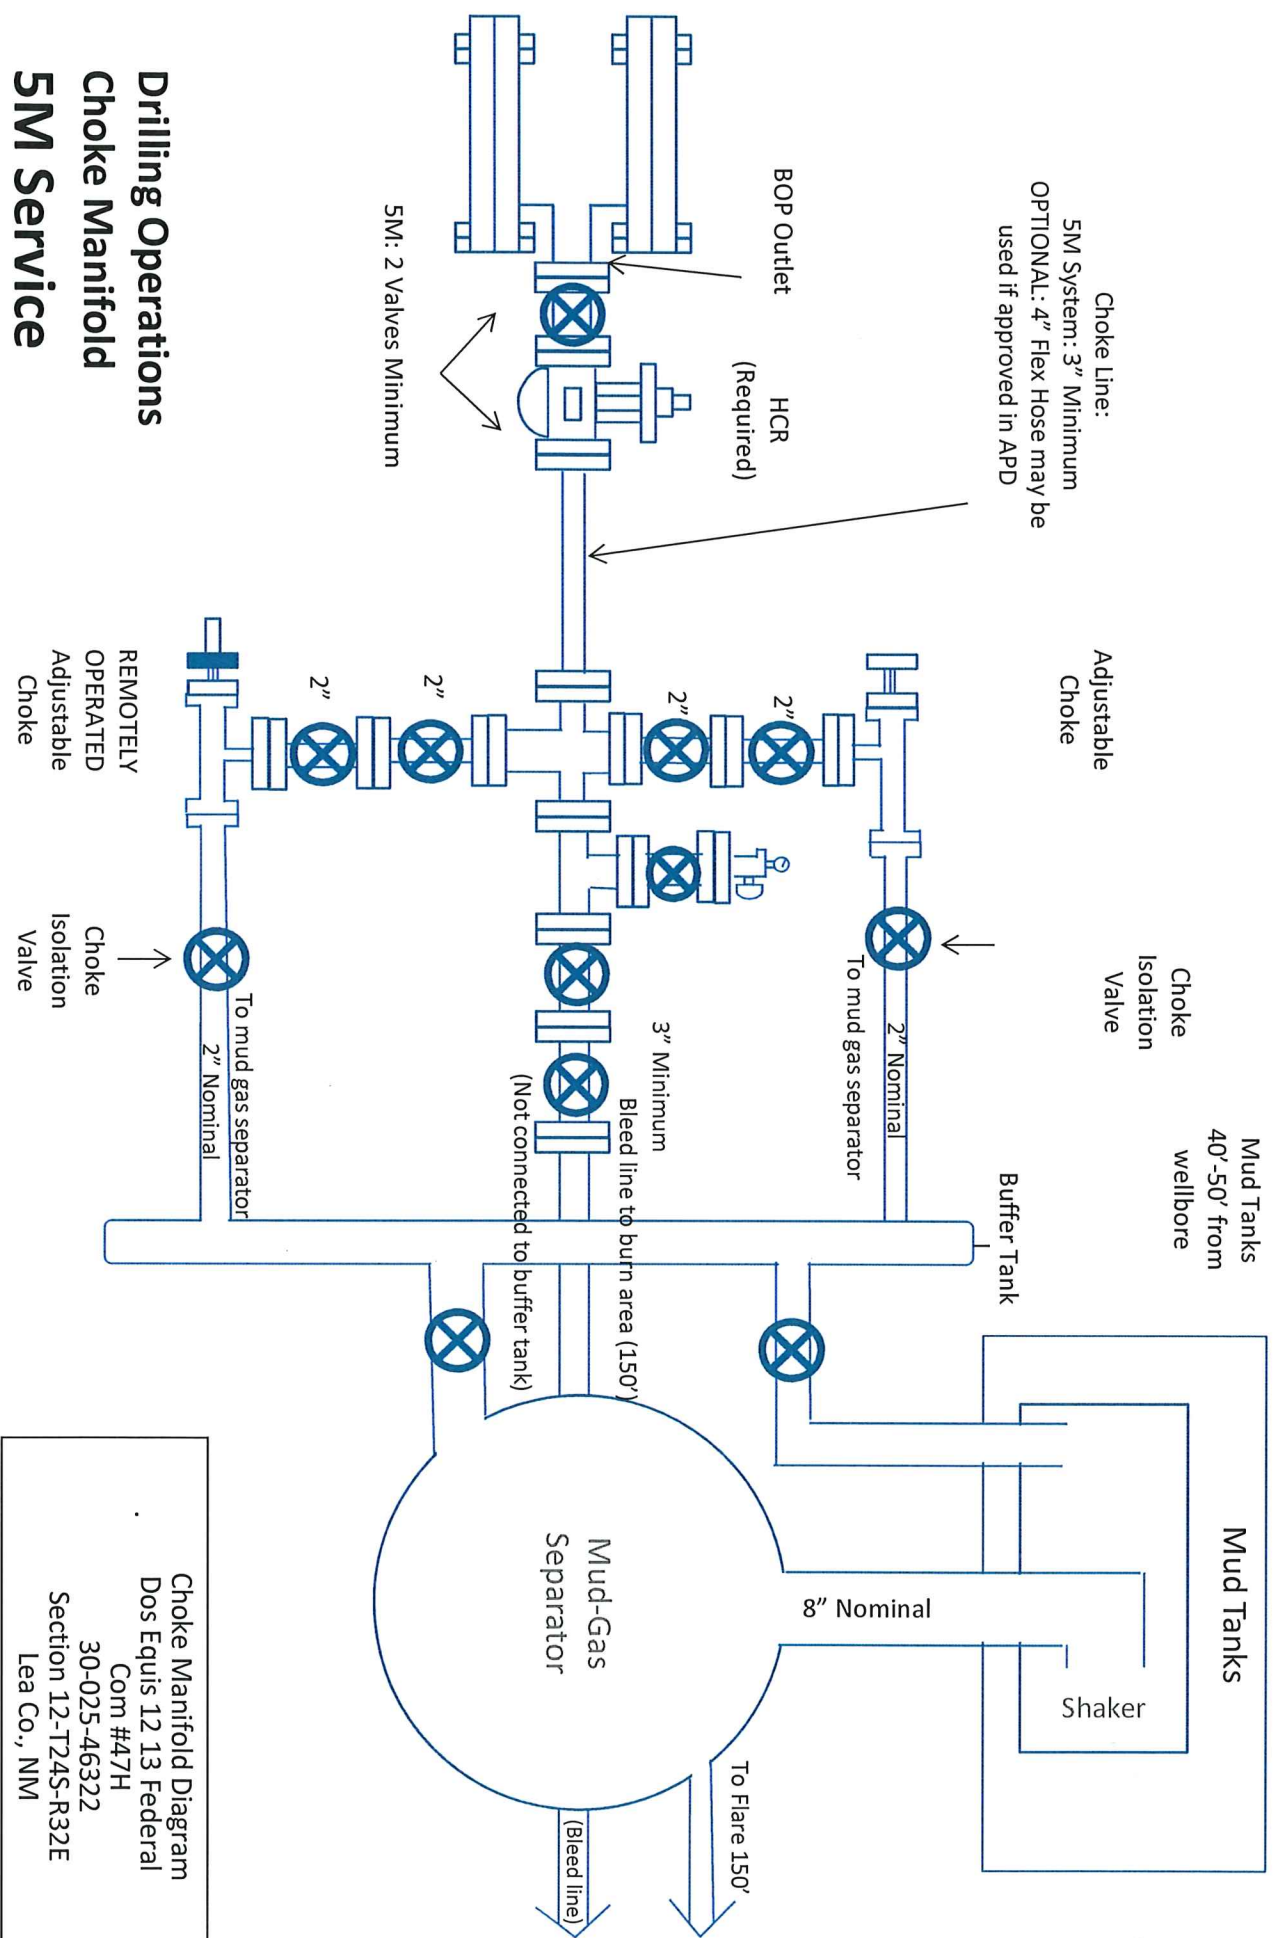 Choke Line:
5M System: 3” Minimum
OPTIONAL: 4” Flex Hose may be
used if approved in APD
BOP Outlet
HCR
(Required)
5M: 2 Valves Minimum
Drilling Operations
Choke Manifold
5M Service
Adjustable
Choke
2”
2”
2”
2”
REMOTELY
OPERATED
Adjustable
Choke
Choke
Isolation
Valve
2” Nominal
To mud gas separator
3” Minimum
Bleed line to burn area (150’)
(Not connected to buffer tank)
To mud gas separator
2” Nominal
Choke
Isolation
Valve
Mud Tanks
40’-50’ from
wellbore
Buffer Tank
Mud Tanks
Shaker
8” Nominal
Mud-Gas
Separator
To Flare 150’
(Bleed line)
Choke Manifold Diagram
Dos Equis 12 13 Federal
Com #47H
30-025-46322
Section 12-T24S-R32E
Lea Co., NM